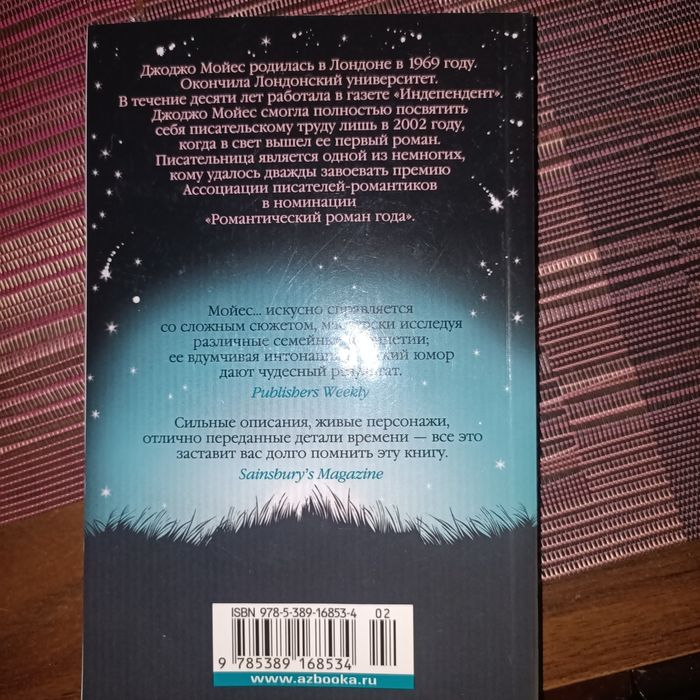 Джоджо Мойес родилась в Лондоне в 1969 году.
Окончила Лондонский университет.
В течение десяти лет работала в газете «Индепендент».
Джоджо Мойес смогла полностью посвятить
себя писательскому труду лишь в 2002 году,
когда в свет вышел ее первый роман.
Писательница является одной из немногих,
кому удалось дважды завоевать премию
Ассоциации писателей-романтиков
в номинации
«Романтический роман года».
Мойес... искусно справляется
со сложным сюжетом, мастерски исследуя
различные семейные
ее вдумчивая интонация юмор
дают чудесный результат.
Publishers Weekly
Сильные описания, живые персонажи,
отлично переданные детали времени — все это
заставит вас долго помнить эту книгу.
Sainsbury's Magazine
ISBN 978-5-389-16853-4 02
9 785389 168534
www.azbooka.ru